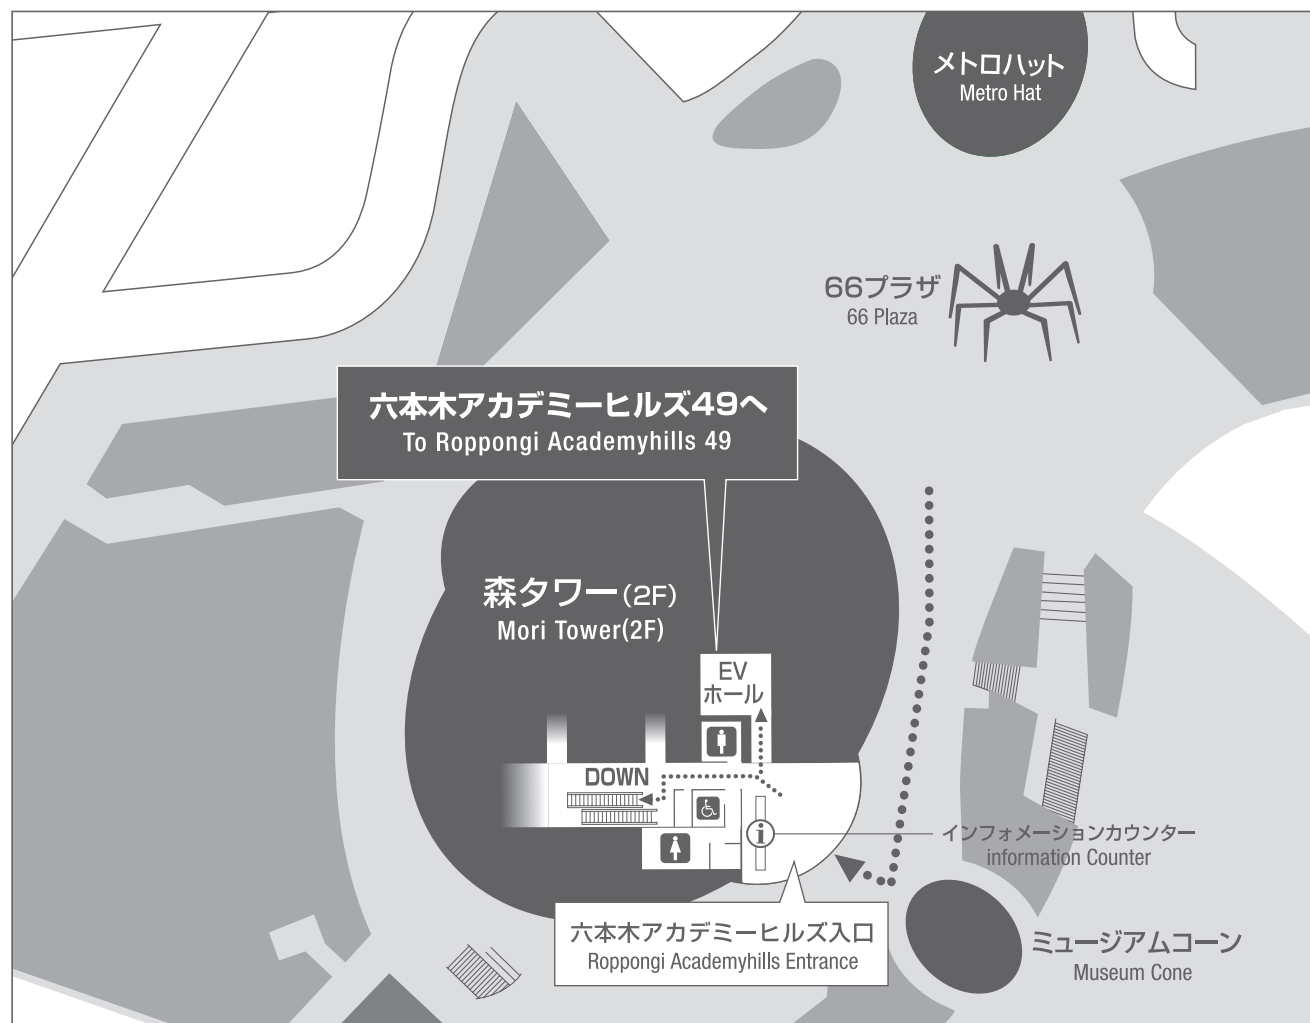 メトロハット
Metro Hat
66プラザ
66 Plaza
六本木アカデミーヒルズ49へ
To Roppongi Academyhills 49
森タワー(2F)
Mori Tower(2F)
EV
ホール
DOWN
i
インフォメーションカウンター
information Counter
六本木アカデミーヒルズ入口
Roppongi Academyhills Entrance
ミュージアムコーン
Museum Cone